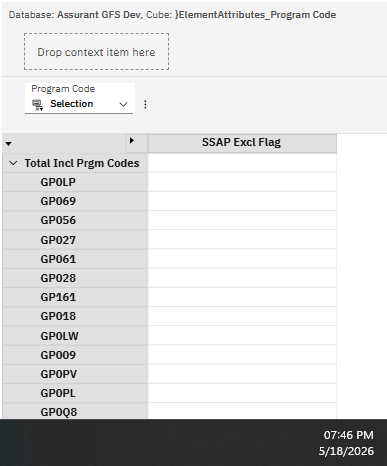 Database: Assurant GFS Dev, Cube: }ElementAttributes_Program Code
Drop context item here
Program Code
Selection
SSAP Excl Flag
Total Incl Prgm Codes
GP0LP
GP069
GP056
GP027
GP061
GP028
GP161
GP018
GP0LW
GP009
GP0PV
GP0PL
GP0Q8
07:46 PM
5/18/2026